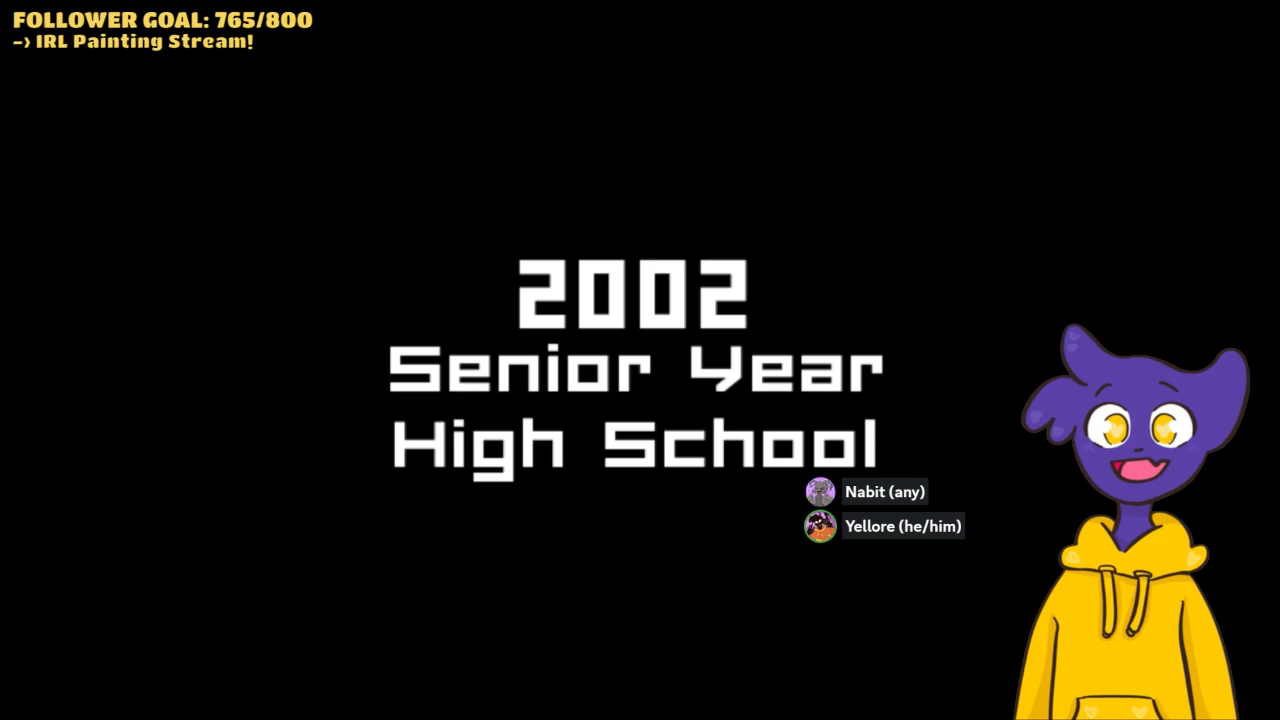 FOLLOWER GOAL: 765/800
-> IRL Painting Stream!
2002
Senior Year
High School
Nabit (any)
Yellore (he/him)